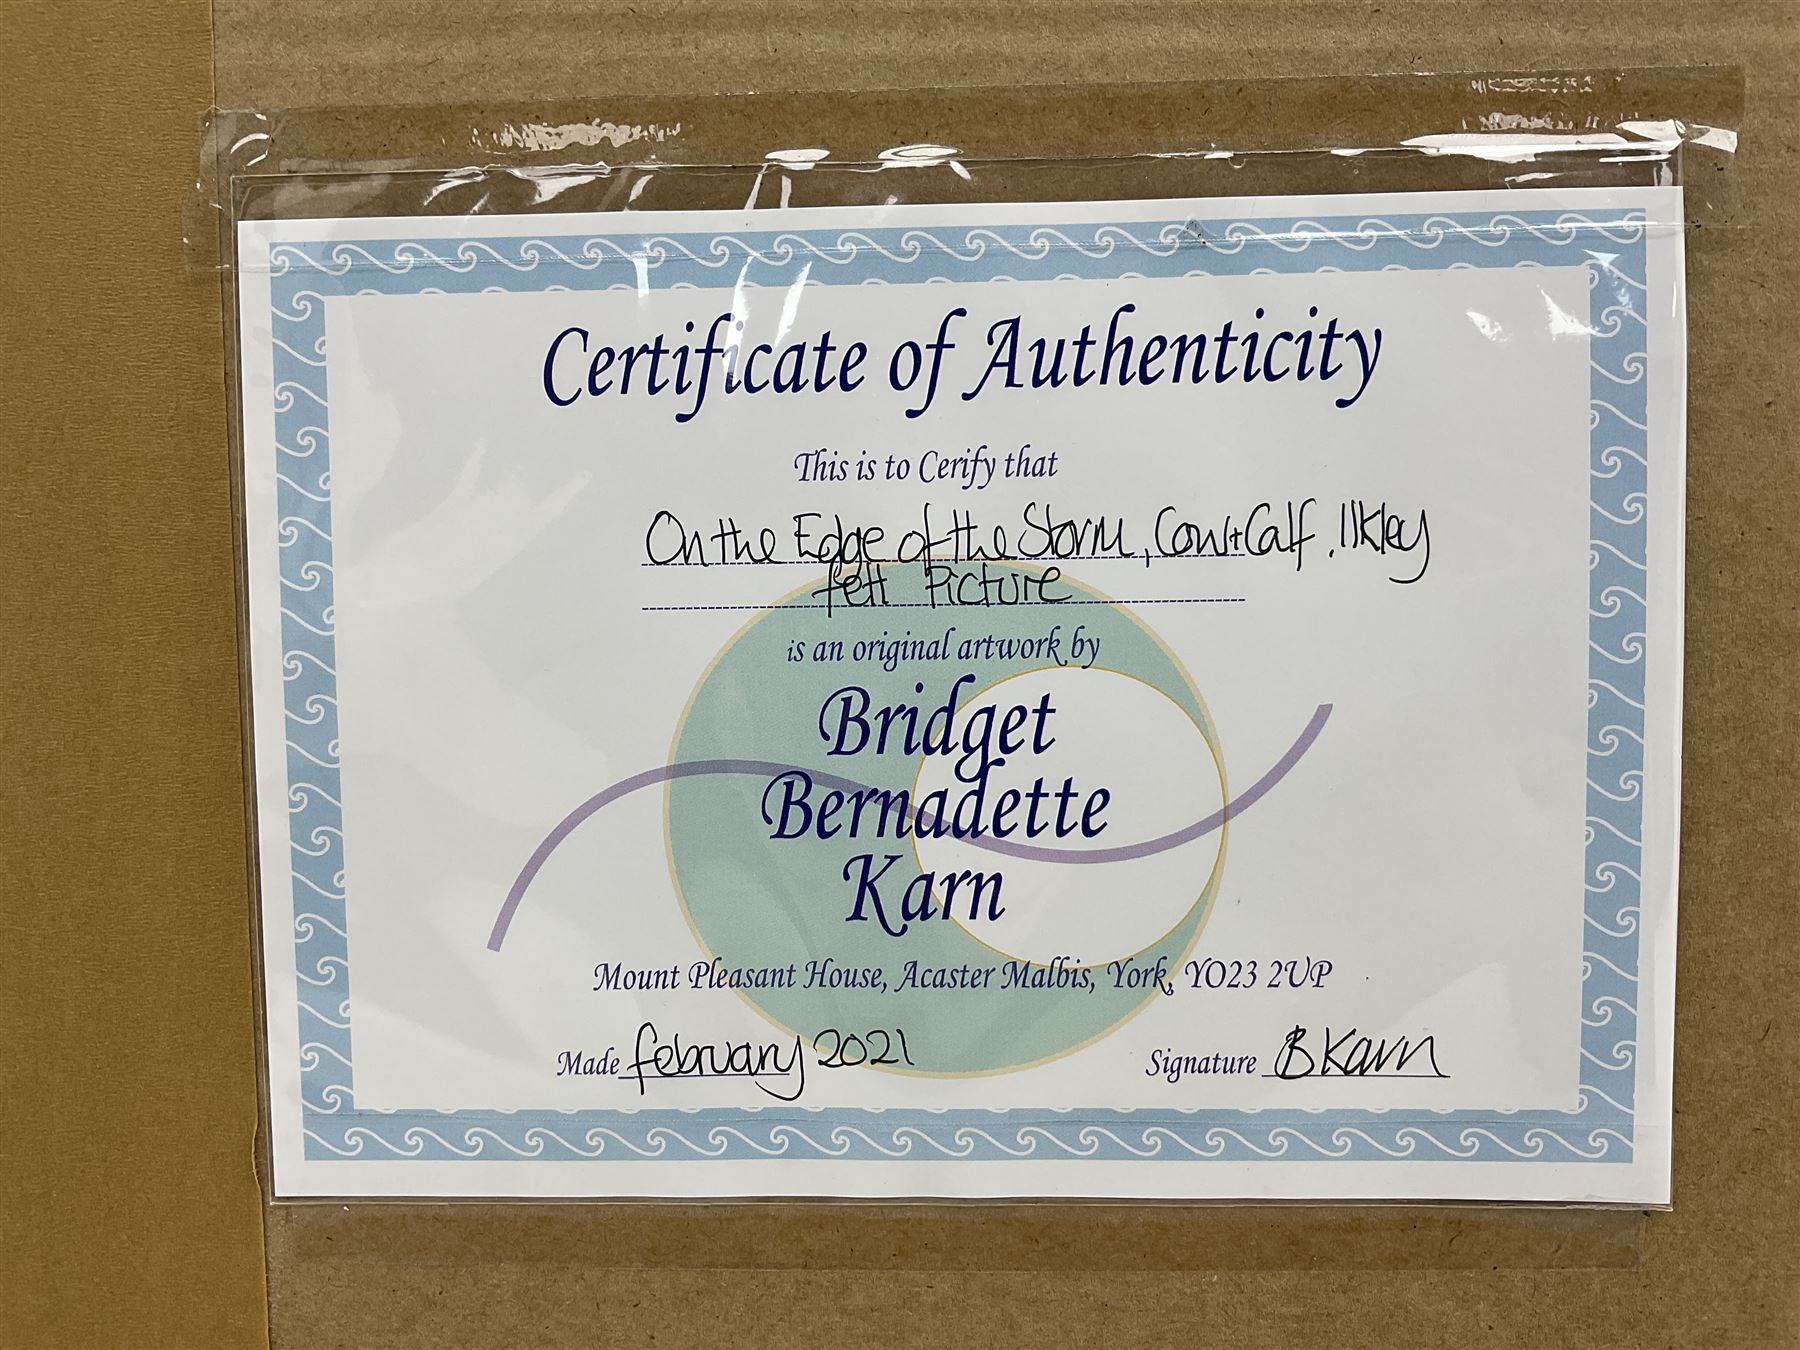 Certificate of Authenticity
This is to Cerify that
On the Edge of the Storm, Cow + Calf, Ilkley
felt Picture
is an original artwork by
Bridget
Bernadette
Karn
Mount Pleasant House, Acaster Malbis, York, YO23 2UP
Made february 2021 Signature B Karn